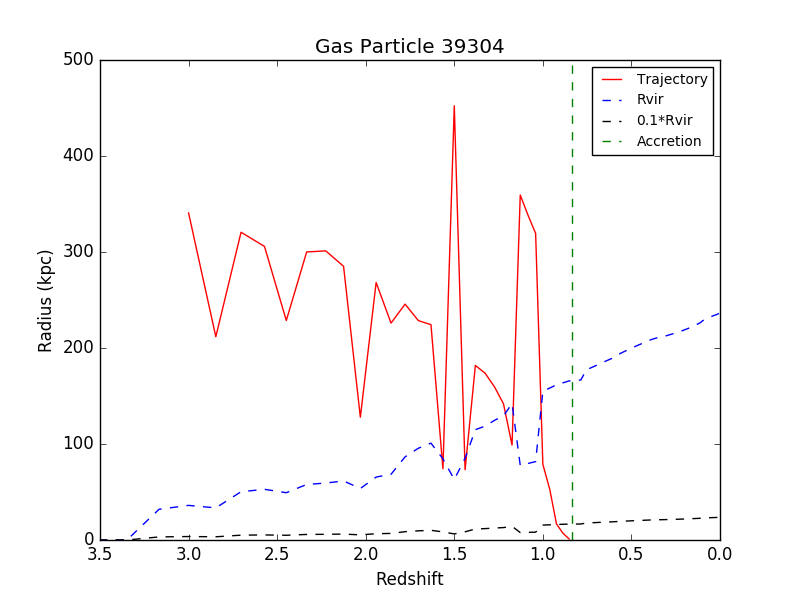 Gas Particle 39304
Trajectory
Rvir
0.1*Rvir
Accretion
Radius (kpc)
500
400
300
200
100
0
3.5 3.0 2.5 2.0 1.5 1.0 0.5 0.0
Redshift